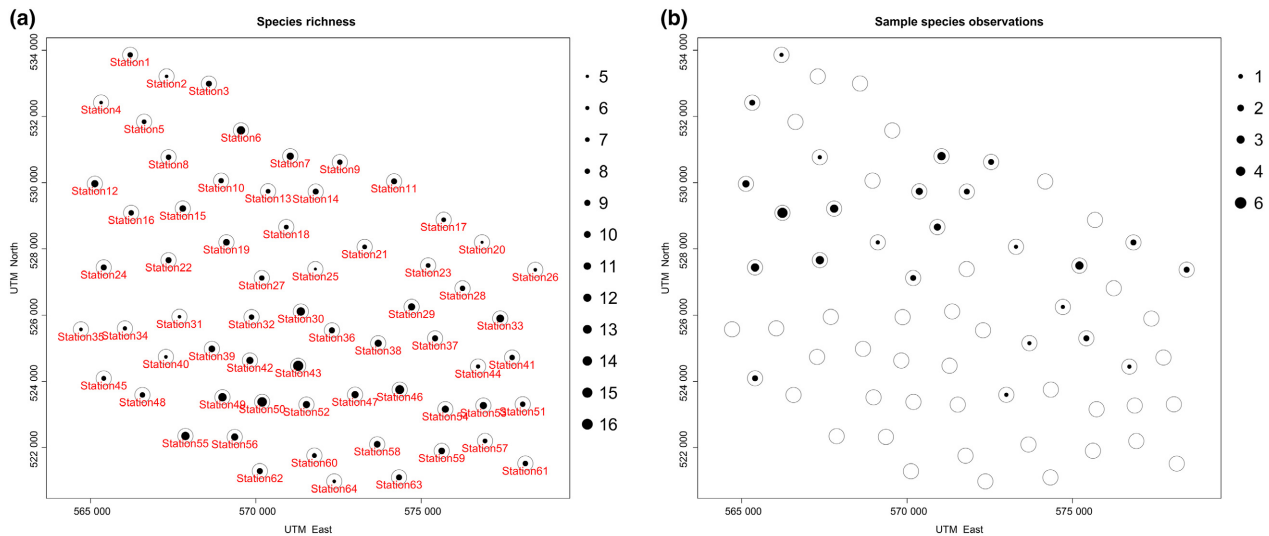 (a)
Species richness
534 000
532 000
530 000
528 000
526 000
524 000
522 000
UTM North
Station1
Station2
Station3
Station4
Station5
Station6
Station7
Station8
Station9
Station10
Station11
Station12
Station13
Station14
Station15
Station16
Station17
Station18
Station19
Station20
Station21
Station22
Station23
Station24
Station25
Station26
Station27
Station28
Station29
Station30
Station31
Station32
Station33
Station34
Station35
Station36
Station37
Station38
Station39
Station40
Station41
Station42
Station43
Station44
Station45
Station46
Station47
Station48
Station49
Station50
Station51
Station52
Station53
Station54
Station55
Station56
Station57
Station58
Station59
Station60
Station61
Station62
Station63
Station64
565 000
570 000
575 000
UTM East
5
6
7
8
9
10
11
12
13
14
15
16
(b)
Sample species observations
534 000
532 000
530 000
528 000
526 000
524 000
522 000
UTM North
565 000
570 000
575 000
UTM East
1
2
3
4
6